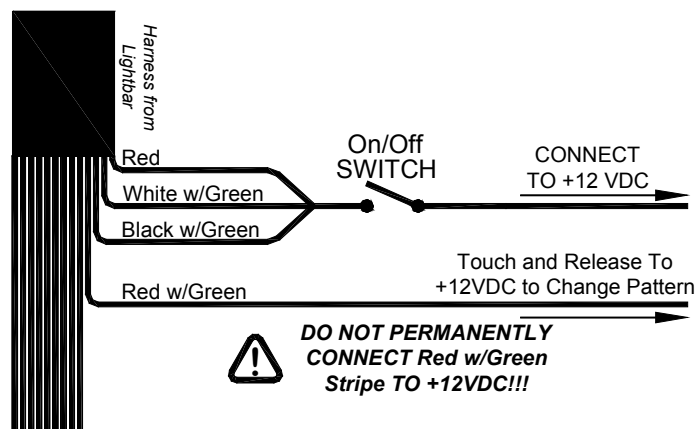 Harness from
Lightbar
Red
White w/Green
Black w/Green
On/Off
SWITCH
CONNECT
TO +12 VDC
Red w/Green
Touch and Release To
+12VDC to Change Pattern
!
DO NOT PERMANENTLY
CONNECT Red w/Green
Stripe TO +12VDC!!!